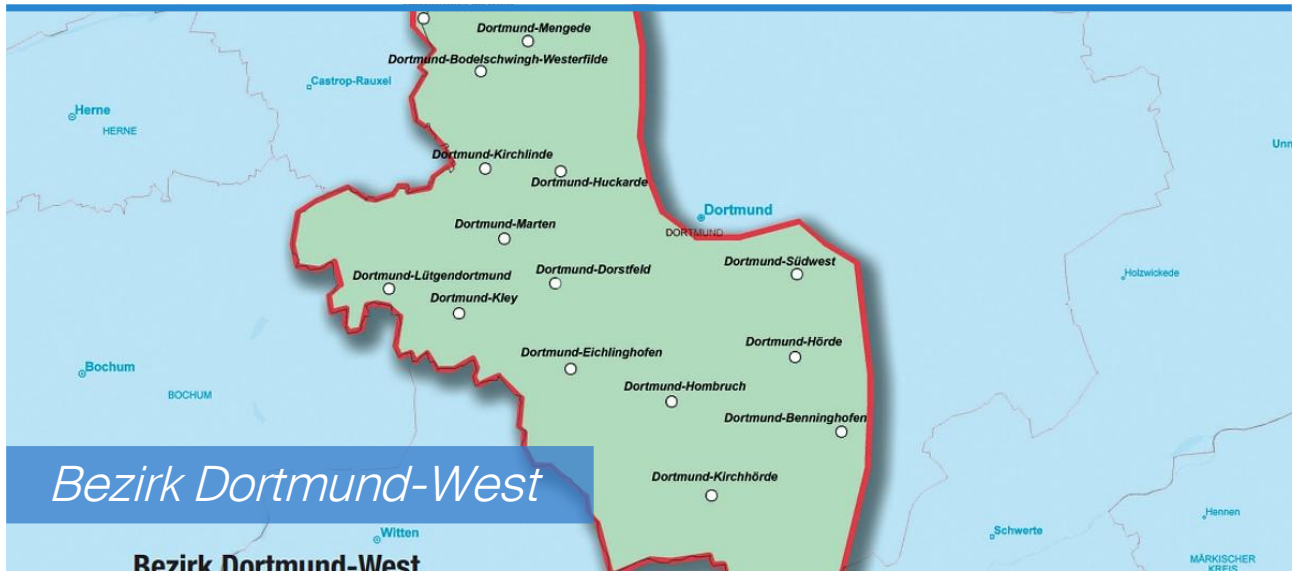 Dortmund-Mengede
Dortmund-Bodelschwingh-Westerfilde
Castrop-Rauxel
Herne
HERNE
Unn
Dortmund-Kirchlinde
Dortmund-Huckarde
Dortmund
DORTMUND
Dortmund-Marten
Dortmund-Südwest
Dortmund-Lütgendortmund
Dortmund-Dorstfeld
Holzwickede
Dortmund-Kley
Dortmund-Hörde
Dortmund-Eichlinghofen
Bochum
Dortmund-Hombruch
BOCHUM
Dortmund-Benninghofen
Dortmund-Kirchhörde
Bezirk Dortmund-West
Hennen
Witten
Schwerte
MÄRKISCHER
KREIS
Bezirk Dortmund-West